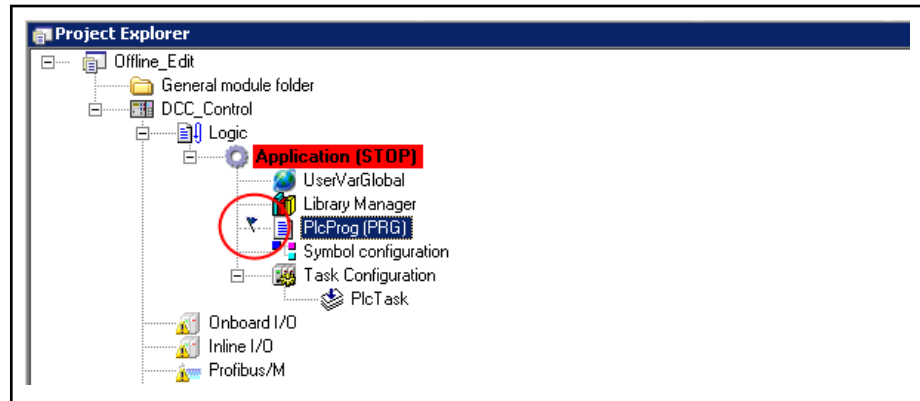 Project Explorer
Offline_Edit
General module folder
DCC_Control
Logic
Application (STOP)
UserVarGlobal
Library Manager
PlcProg (PRG)
Symbol configuration
Task Configuration
PlcTask
Onboard I/O
Inline I/O
Profibus/M